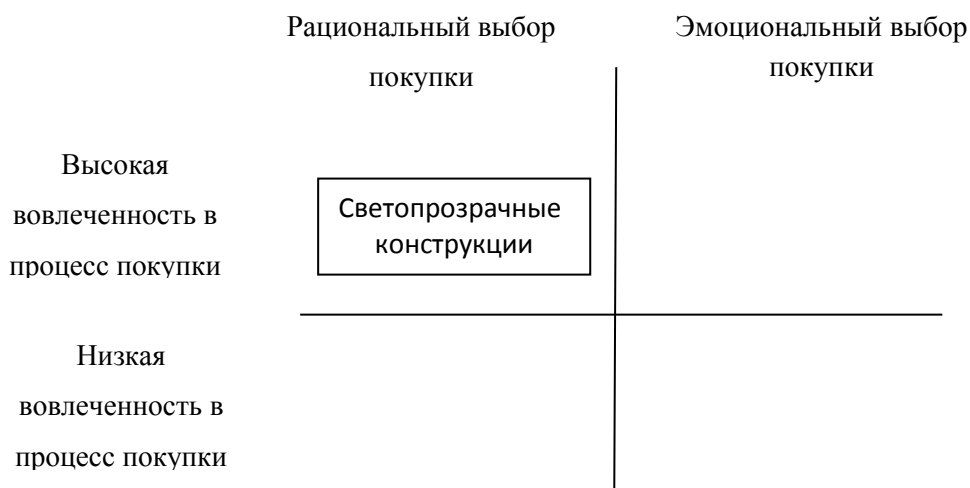 Рациональный выбор
покупки
Эмоциональный выбор
покупки
Высокая
вовлеченность в
процесс покупки
Светопрозрачные
конструкции
Низкая
вовлеченность в
процесс покупки